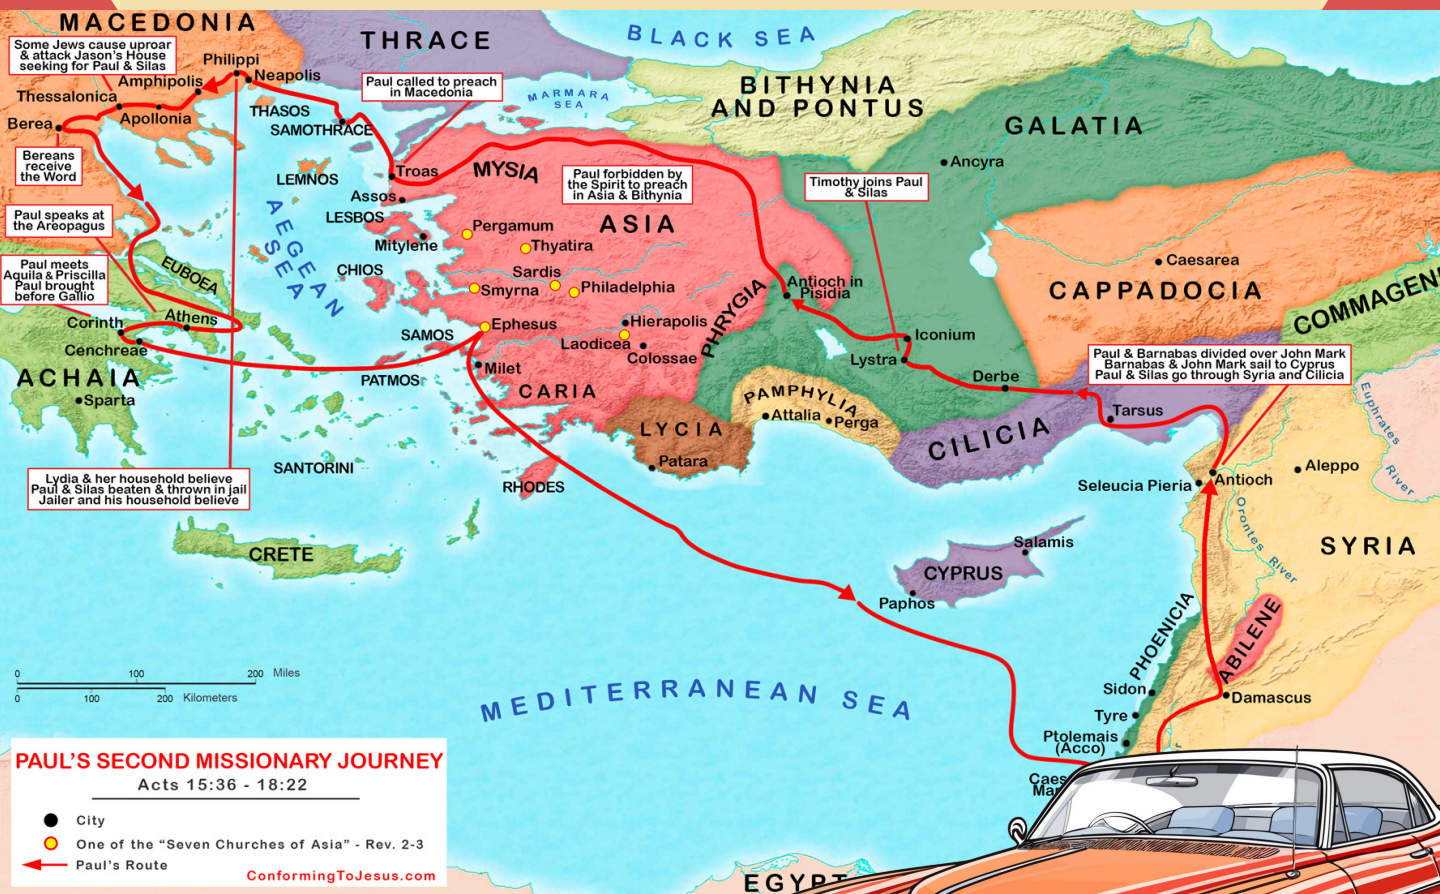 MACEDONIA
THRACE
BLACK SEA
BITHYNIA
AND PONTUS
GALATIA
Some Jews cause uproar
& attack Jason's House
seeking for Paul & Silas
Philippi
Neapolis
Amphipolis
Thessalonica
Apollonia
Berea
Paul called to preach
in Macedonia
MARMARA
SEA
THASOS
SAMOTHRACE
Bereans
receive
the Word
LEMNOS
Troas
MYSIA
Assos
LESBOS
Mitylene
Paul forbidden by
the Spirit to preach
in Asia & Bithynia
Timothy joins Paul
& Silas
Ancyra
ASIA
Pergamum
Thyatira
Sardis
Smyrna
Philadelphia
Paul speaks at
the Areopagus
AEGEAN
SEA
Paul meets
Aquila & Priscilla
Paul brought
before Gallio
EUBOEA
CHIOS
Corinth
Athens
Cenchreae
SAMOS
Ephesus
Hierapolis
Laodicea
Colossae
PHRYGIA
Antioch in
Pisidia
Caesarea
CAPPADOCIA
COMMAGEN
Iconium
Lystra
Derbe
Paul & Barnabas divided over John Mark
Barnabas & John Mark sail to Cyprus
Paul & Silas go through Syria and Cilicia
ACHAIA
Sparta
PATMOS
Milet
CARIA
PAMPHYLIA
Attalia
Perga
LYCIA
Patara
CILICIA
Tarsus
Euphrates
River
SANTORINI
RHODES
Lydia & her household believe
Paul & Silas beaten & thrown in jail
Jailer and his household believe
Seleucia Pieria
Antioch
Aleppo
Orontes River
SYRIA
CRETE
Salamis
CYPRUS
Paphos
PHOENICIA
ABILENE
Sidon
Damascus
Tyre
Ptolemais
(Acco)
Caes
Mar
MEDITERRANEAN SEA
0 100 200 Miles
0 100 200 Kilometers
PAUL'S SECOND MISSIONARY JOURNEY
Acts 15:36 - 18:22
City
One of the “Seven Churches of Asia” - Rev. 2-3
Paul's Route
ConformingToJesus.com
EGYPT